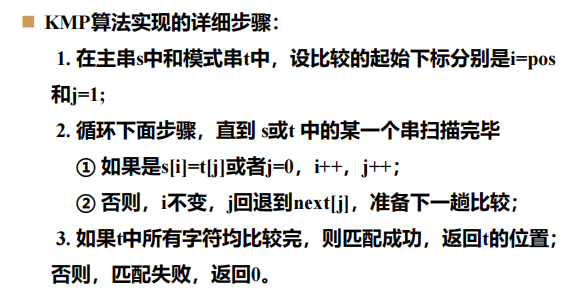 KMP算法实现的详细步骤：
1. 在主串s中和模式串t中，设比较的起始下标分别是i=pos
和j=1;
2. 循环下面步骤，直到 s或t 中的某一个串扫描完毕
① 如果是s[i]=t[j]或者j=0，i++，j++；
② 否则，i不变，j回退到next[j]，准备下一趟比较；
3. 如果t中所有字符均比较完，则匹配成功，返回t的位置；
否则，匹配失败，返回0。